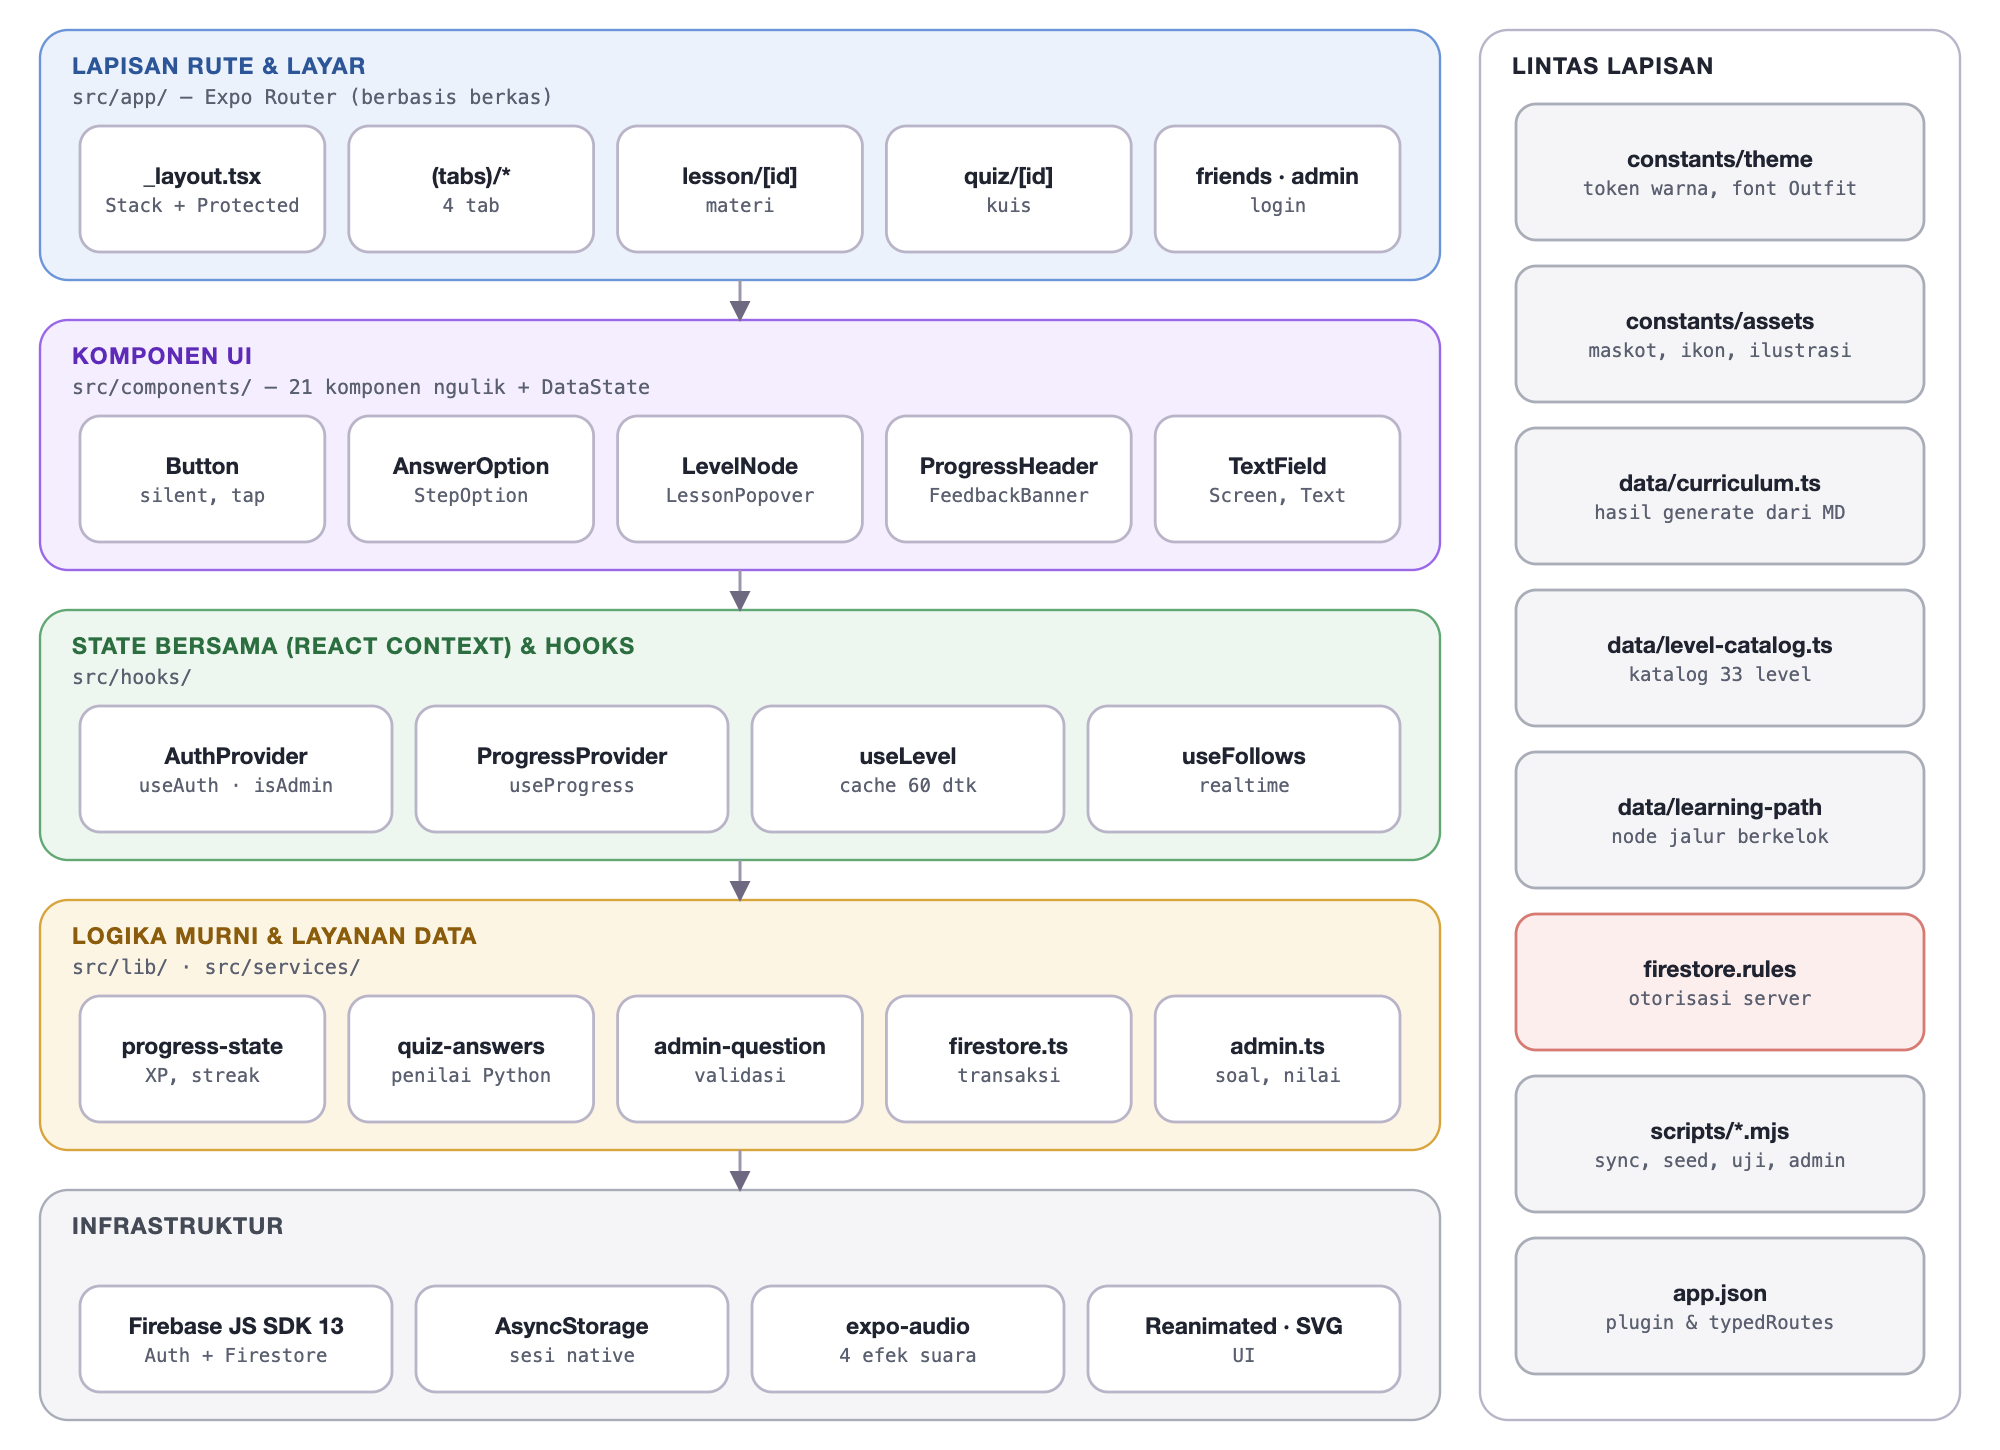 LAPISAN RUTE & LAYAR
src/app/ — Expo Router (berbasis berkas)
_layout.tsx
Stack + Protected
(tabs)/*
4 tab
lesson/[id]
materi
quiz/[id]
kuis
friends · admin
login
KOMPONEN UI
src/components/ — 21 komponen ngulik + DataState
Button
silent, tap
AnswerOption
StepOption
LevelNode
LessonPopover
ProgressHeader
FeedbackBanner
TextField
Screen, Text
STATE BERSAMA (REACT CONTEXT) & HOOKS
src/hooks/
AuthProvider
useAuth · isAdmin
ProgressProvider
useProgress
useLevel
cache 60 dtk
useFollows
realtime
LOGIKA MURNI & LAYANAN DATA
src/lib/ · src/services/
progress-state
XP, streak
quiz-answers
penilai Python
admin-question
validasi
firestore.ts
transaksi
admin.ts
soal, nilai
INFRASTRUKTUR
Firebase JS SDK 13
Auth + Firestore
AsyncStorage
sesi native
expo-audio
4 efek suara
Reanimated · SVG
UI
LINTAS LAPISAN
constants/theme
token warna, font Outfit
constants/assets
maskot, ikon, ilustrasi
data/curriculum.ts
hasil generate dari MD
data/level-catalog.ts
katalog 33 level
data/learning-path
node jalur berkelok
firestore.rules
otorisasi server
scripts/*.mjs
sync, seed, uji, admin
app.json
plugin & typedRoutes